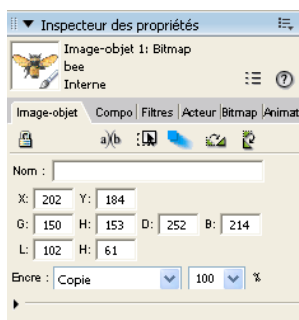 Inspecteur des propriétés
Image-objet 1: Bitmap
bee
Interne
Image-objet Compo Filtres Acteur Bitmap Animat
a)(b
Nom :
X: 202 Y: 184
G: 150 H: 153 D: 252 B: 214
L: 102 H: 61
Encre : Copie 100 %